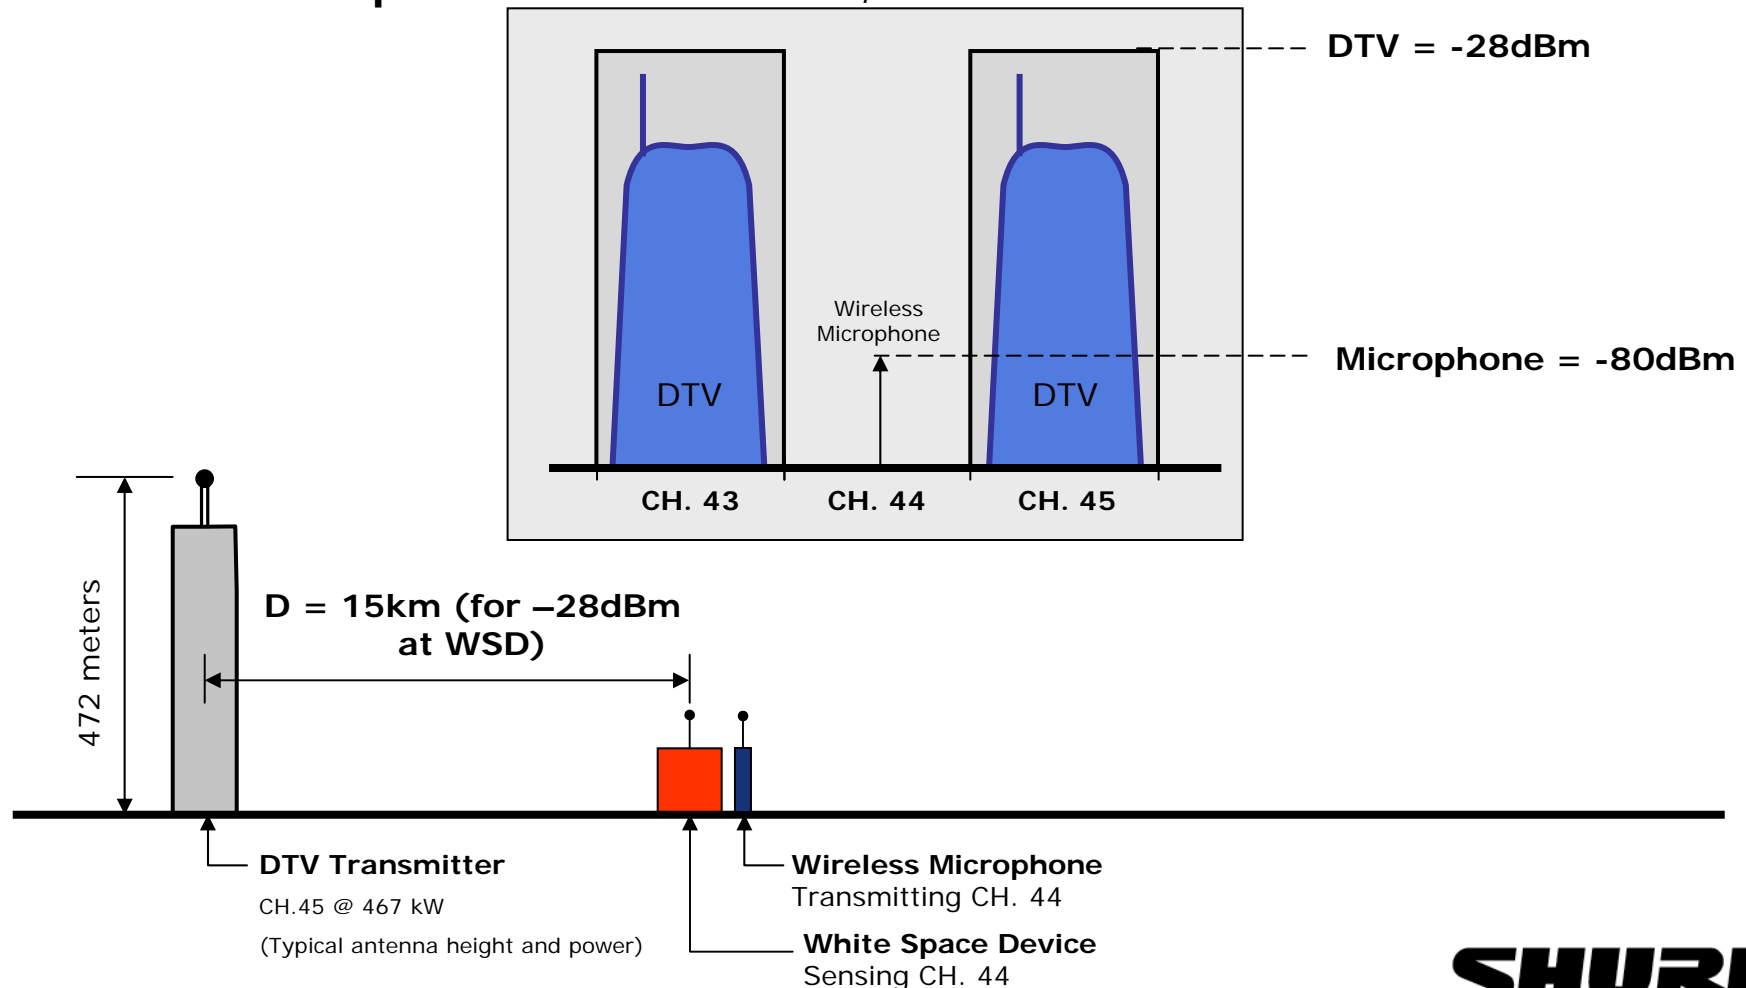 DTV = -28dBm
Wireless
Microphone
Microphone = -80dBm
DTV
DTV
CH. 43
CH. 44
CH. 45
472 meters
D = 15km (for –28dBm
at WSD)
DTV Transmitter
CH.45 @ 467 kW
(Typical antenna height and power)
Wireless Microphone
Transmitting CH. 44
White Space Device
Sensing CH. 44